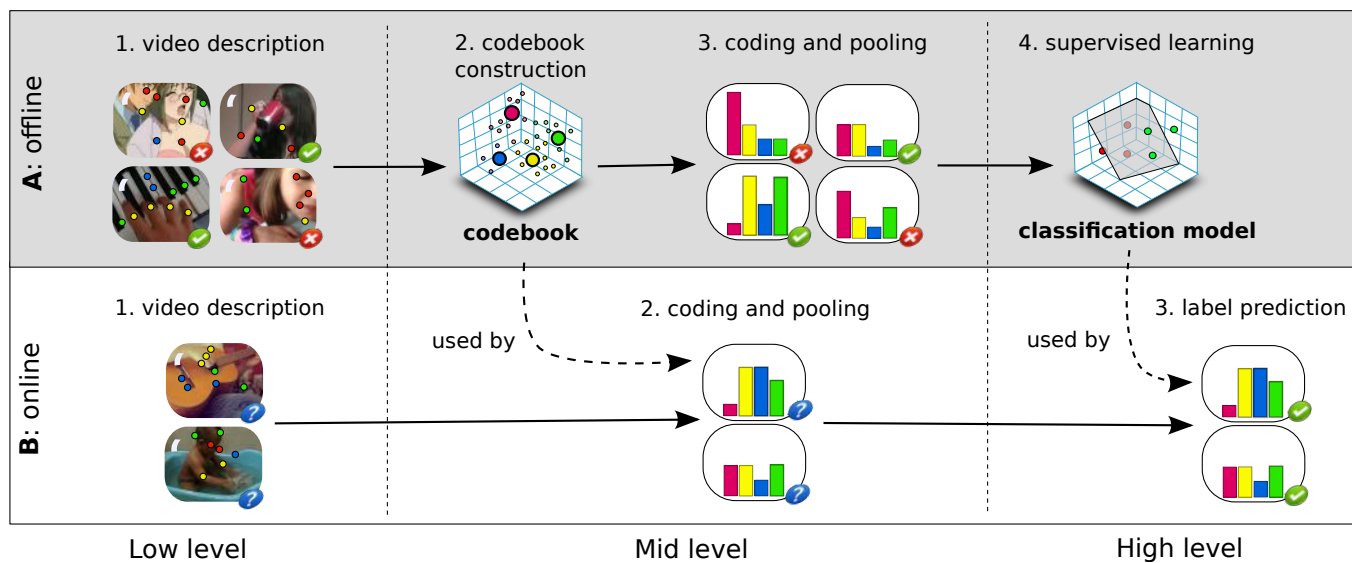 A: offline
1. video description
2. codebook
construction
3. coding and pooling
4. supervised learning
codebook
classification model
B: online
1. video description
used by
2. coding and pooling
used by
3. label prediction
?
?
?
?
Low level
Mid level
High level